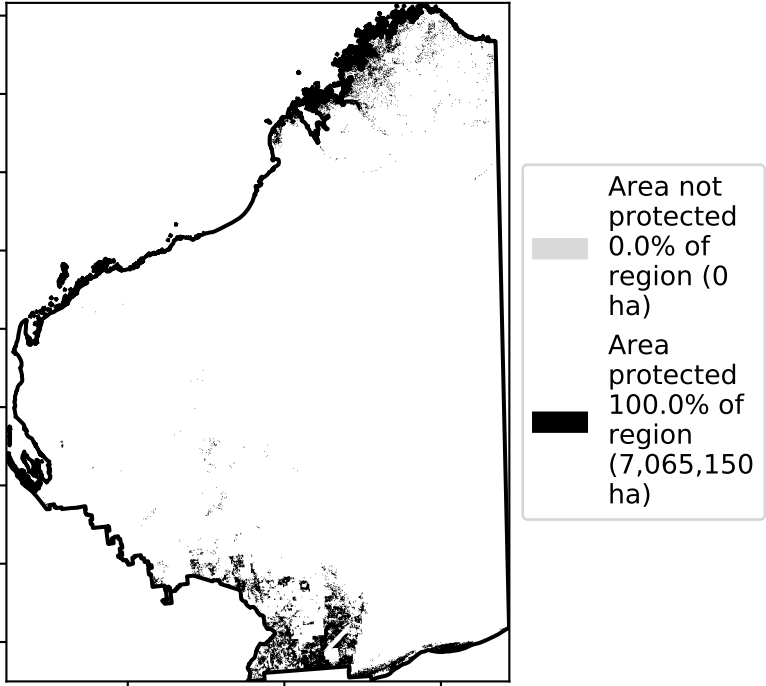 Area not
protected
0.0% of
region (0
ha)
Area
protected
100.0% of
region
(7,065,150
ha)